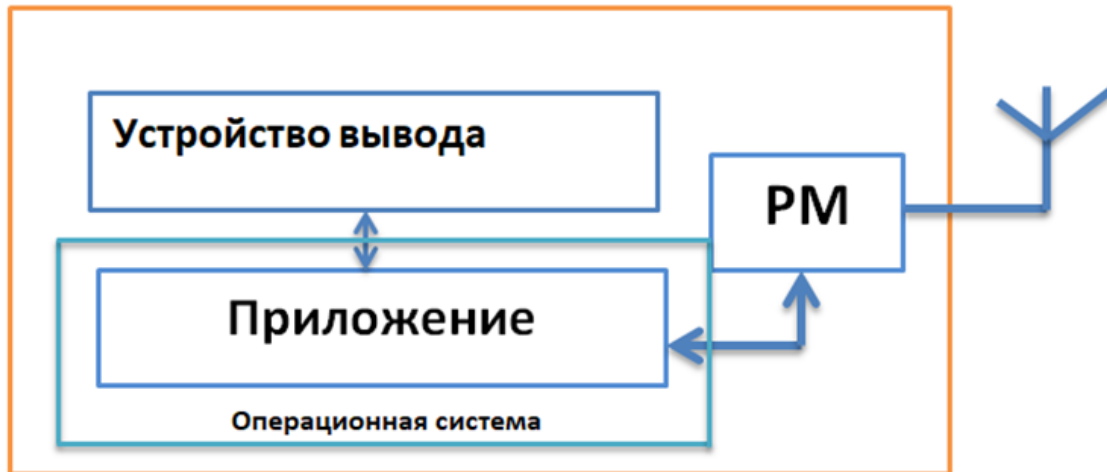 Устройство вывода
РМ
Приложение
Операционная система